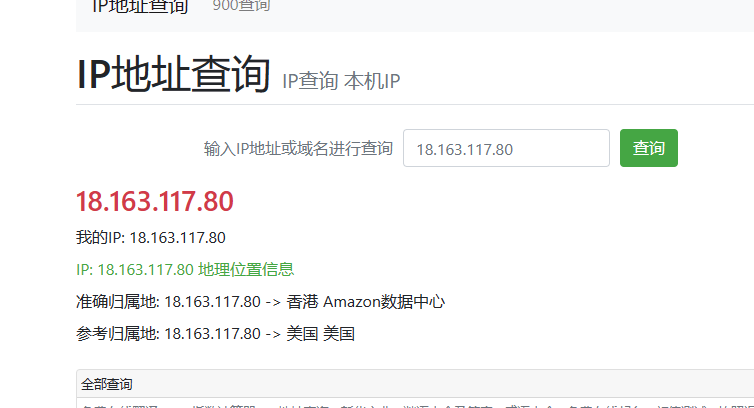 IP地址查询 900查询
IP地址查询 IP查询 本机IP
输入IP地址或域名进行查询 18.163.117.80 查询
18.163.117.80
我的IP: 18.163.117.80
IP: 18.163.117.80 地理位置信息
准确归属地: 18.163.117.80 -> 香港 Amazon数据中心
参考归属地: 18.163.117.80 -> 美国 美国
全部查询